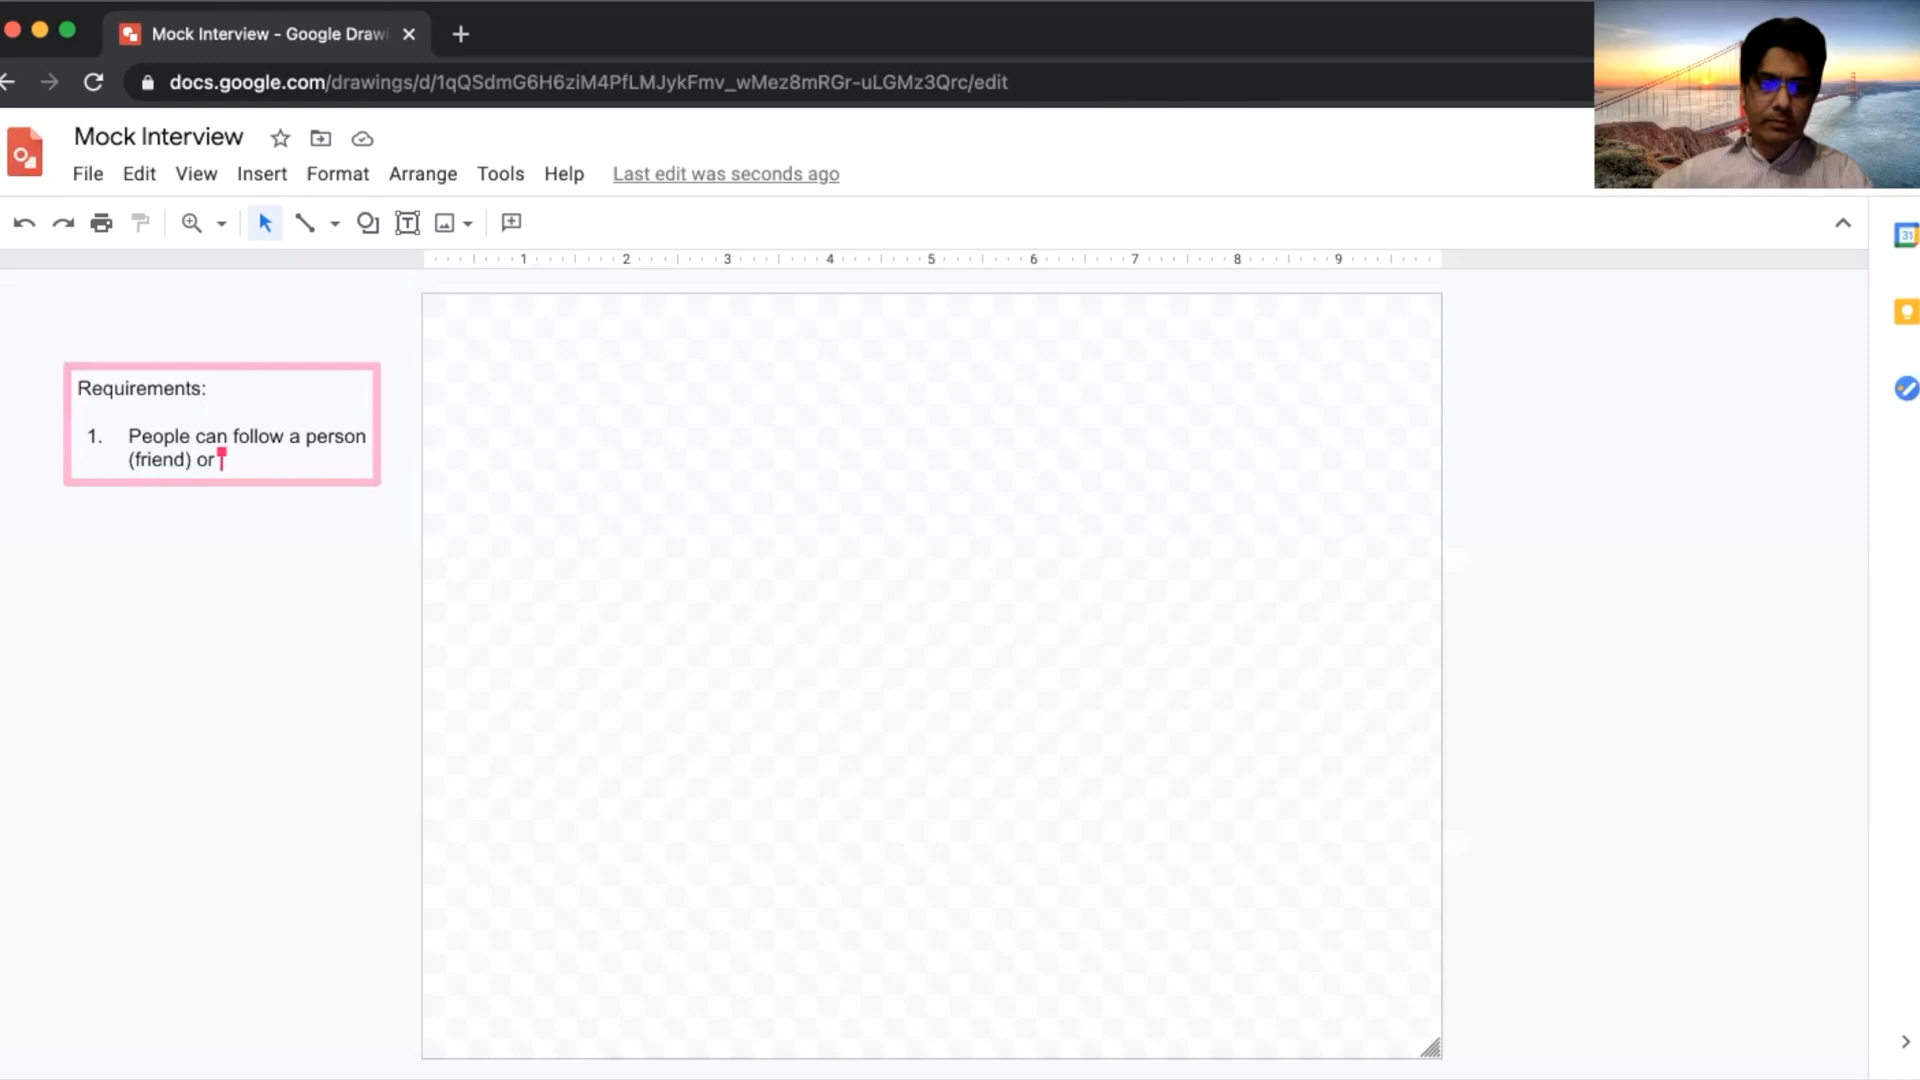 Mock Interview - Google Drawi
docs.google.com/drawings/d/1qQSdmG6H6ziM4PfLMJykFmv_wMez8mRGr-uLGMz3Qrc/edit
Mock Interview
File Edit View Insert Format Arrange Tools Help Last edit was seconds ago
1 2 3 4 5 6 7 8 9
31
Requirements:
1. People can follow a person
(friend) or